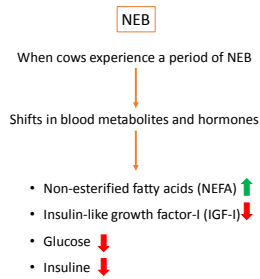 NEB
When cows experience a period of NEB
Shifts in blood metabolites and hormones
• Non-esterified fatty acids (NEFA)
• Insulin-like growth factor-I (IGF-I)
• Glucose
• Insuline